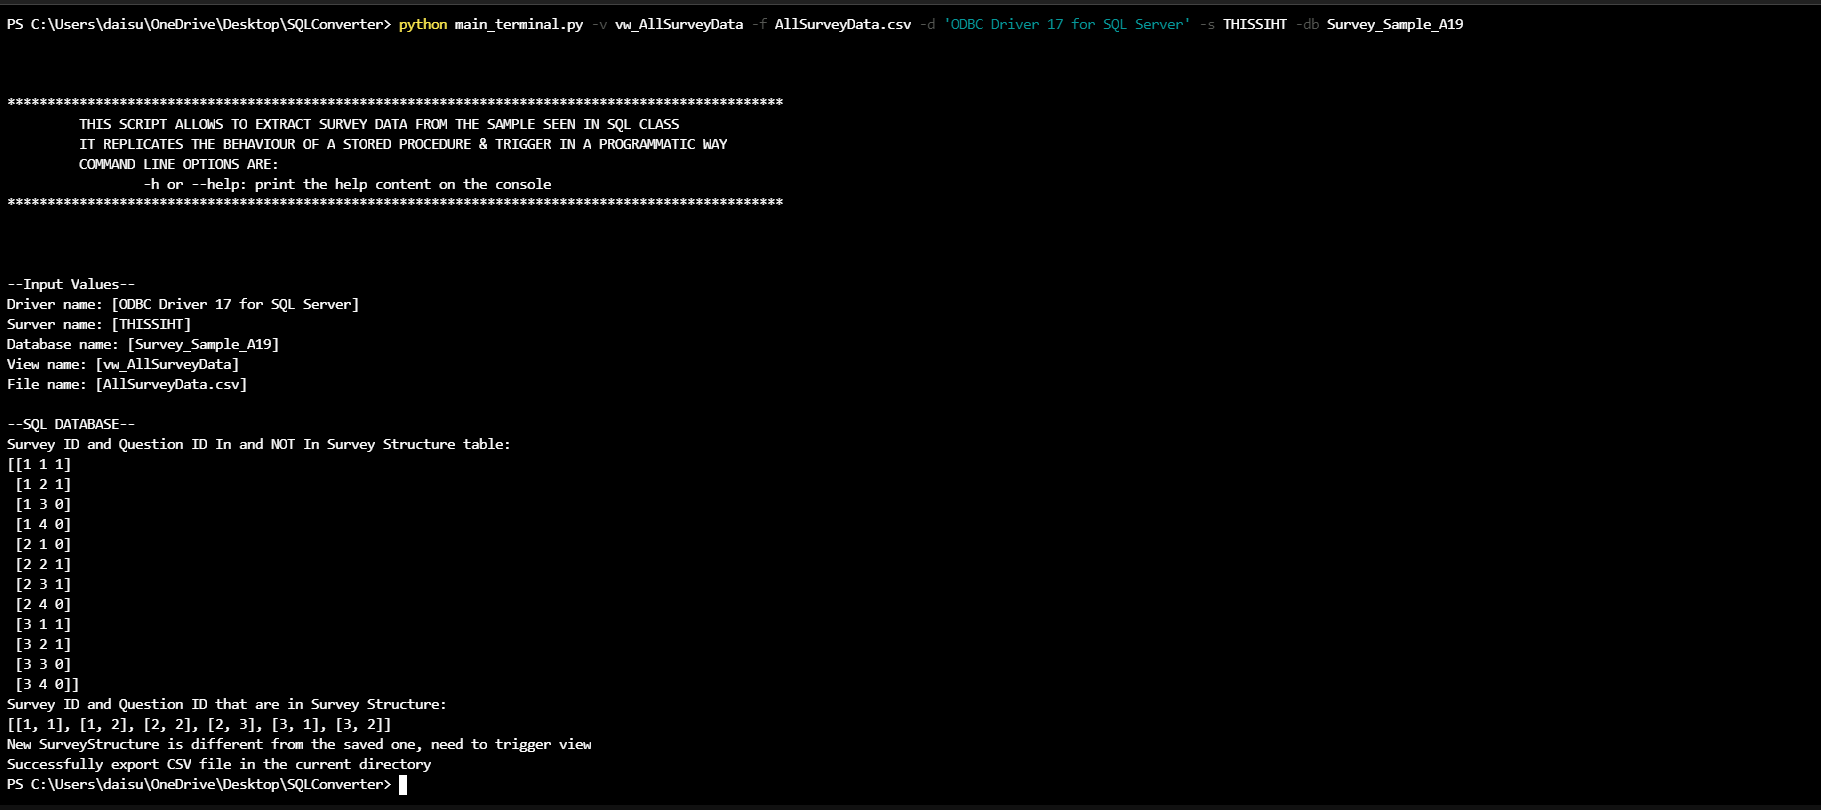 PS C:\Users\daisu\OneDrive\Desktop\SQLConverter> python main_terminal.py -v vw_AllSurveyData -f AllSurveyData.csv -d 'ODBC Driver 17 for SQL Server' -s THISSIHT -db Survey_Sample_A19
*************************************************************************************************
THIS SCRIPT ALLOWS TO EXTRACT SURVEY DATA FROM THE SAMPLE SEEN IN SQL CLASS
IT REPLICATES THE BEHAVIOUR OF A STORED PROCEDURE & TRIGGER IN A PROGRAMMATIC WAY
COMMAND LINE OPTIONS ARE:
-h or --help: print the help content on the console
*************************************************************************************************
--Input Values--
Driver name: [ODBC Driver 17 for SQL Server]
Surver name: [THISSIHT]
Database name: [Survey_Sample_A19]
View name: [vw_AllSurveyData]
File name: [AllSurveyData.csv]
--SQL DATABASE--
Survey ID and Question ID In and NOT In Survey Structure table:
[[1 1 1]
[1 2 1]
[1 3 0]
[1 4 0]
[2 1 0]
[2 2 1]
[2 3 1]
[2 4 0]
[3 1 1]
[3 2 1]
[3 3 0]
[3 4 0]]
Survey ID and Question ID that are in Survey Structure:
[[1, 1], [1, 2], [2, 2], [2, 3], [3, 1], [3, 2]]
New SurveyStructure is different from the saved one, need to trigger view
Successfully export CSV file in the current directory
PS C:\Users\daisu\OneDrive\Desktop\SQLConverter>